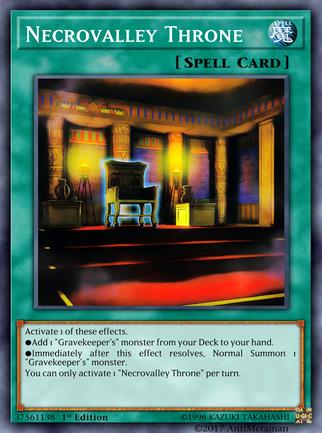 Necrovalley Throne
[Spell Card]
Activate 1 of these effects.
●Add 1 "Gravekeeper's" monster from your Deck to your hand.
●Immediately after this effect resolves, Normal Summon 1
"Gravekeeper's" monster.
You can only activate 1 "Necrovalley Throne" per turn.
37561138 1st Edition
©1996 KAZUKI TAKAHASHI
©2017 AntiMetaman